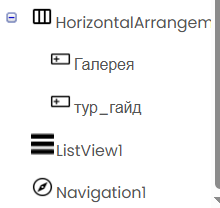 HorizontalArrangem
Галерея
тур_гайд
ListView1
Navigation1